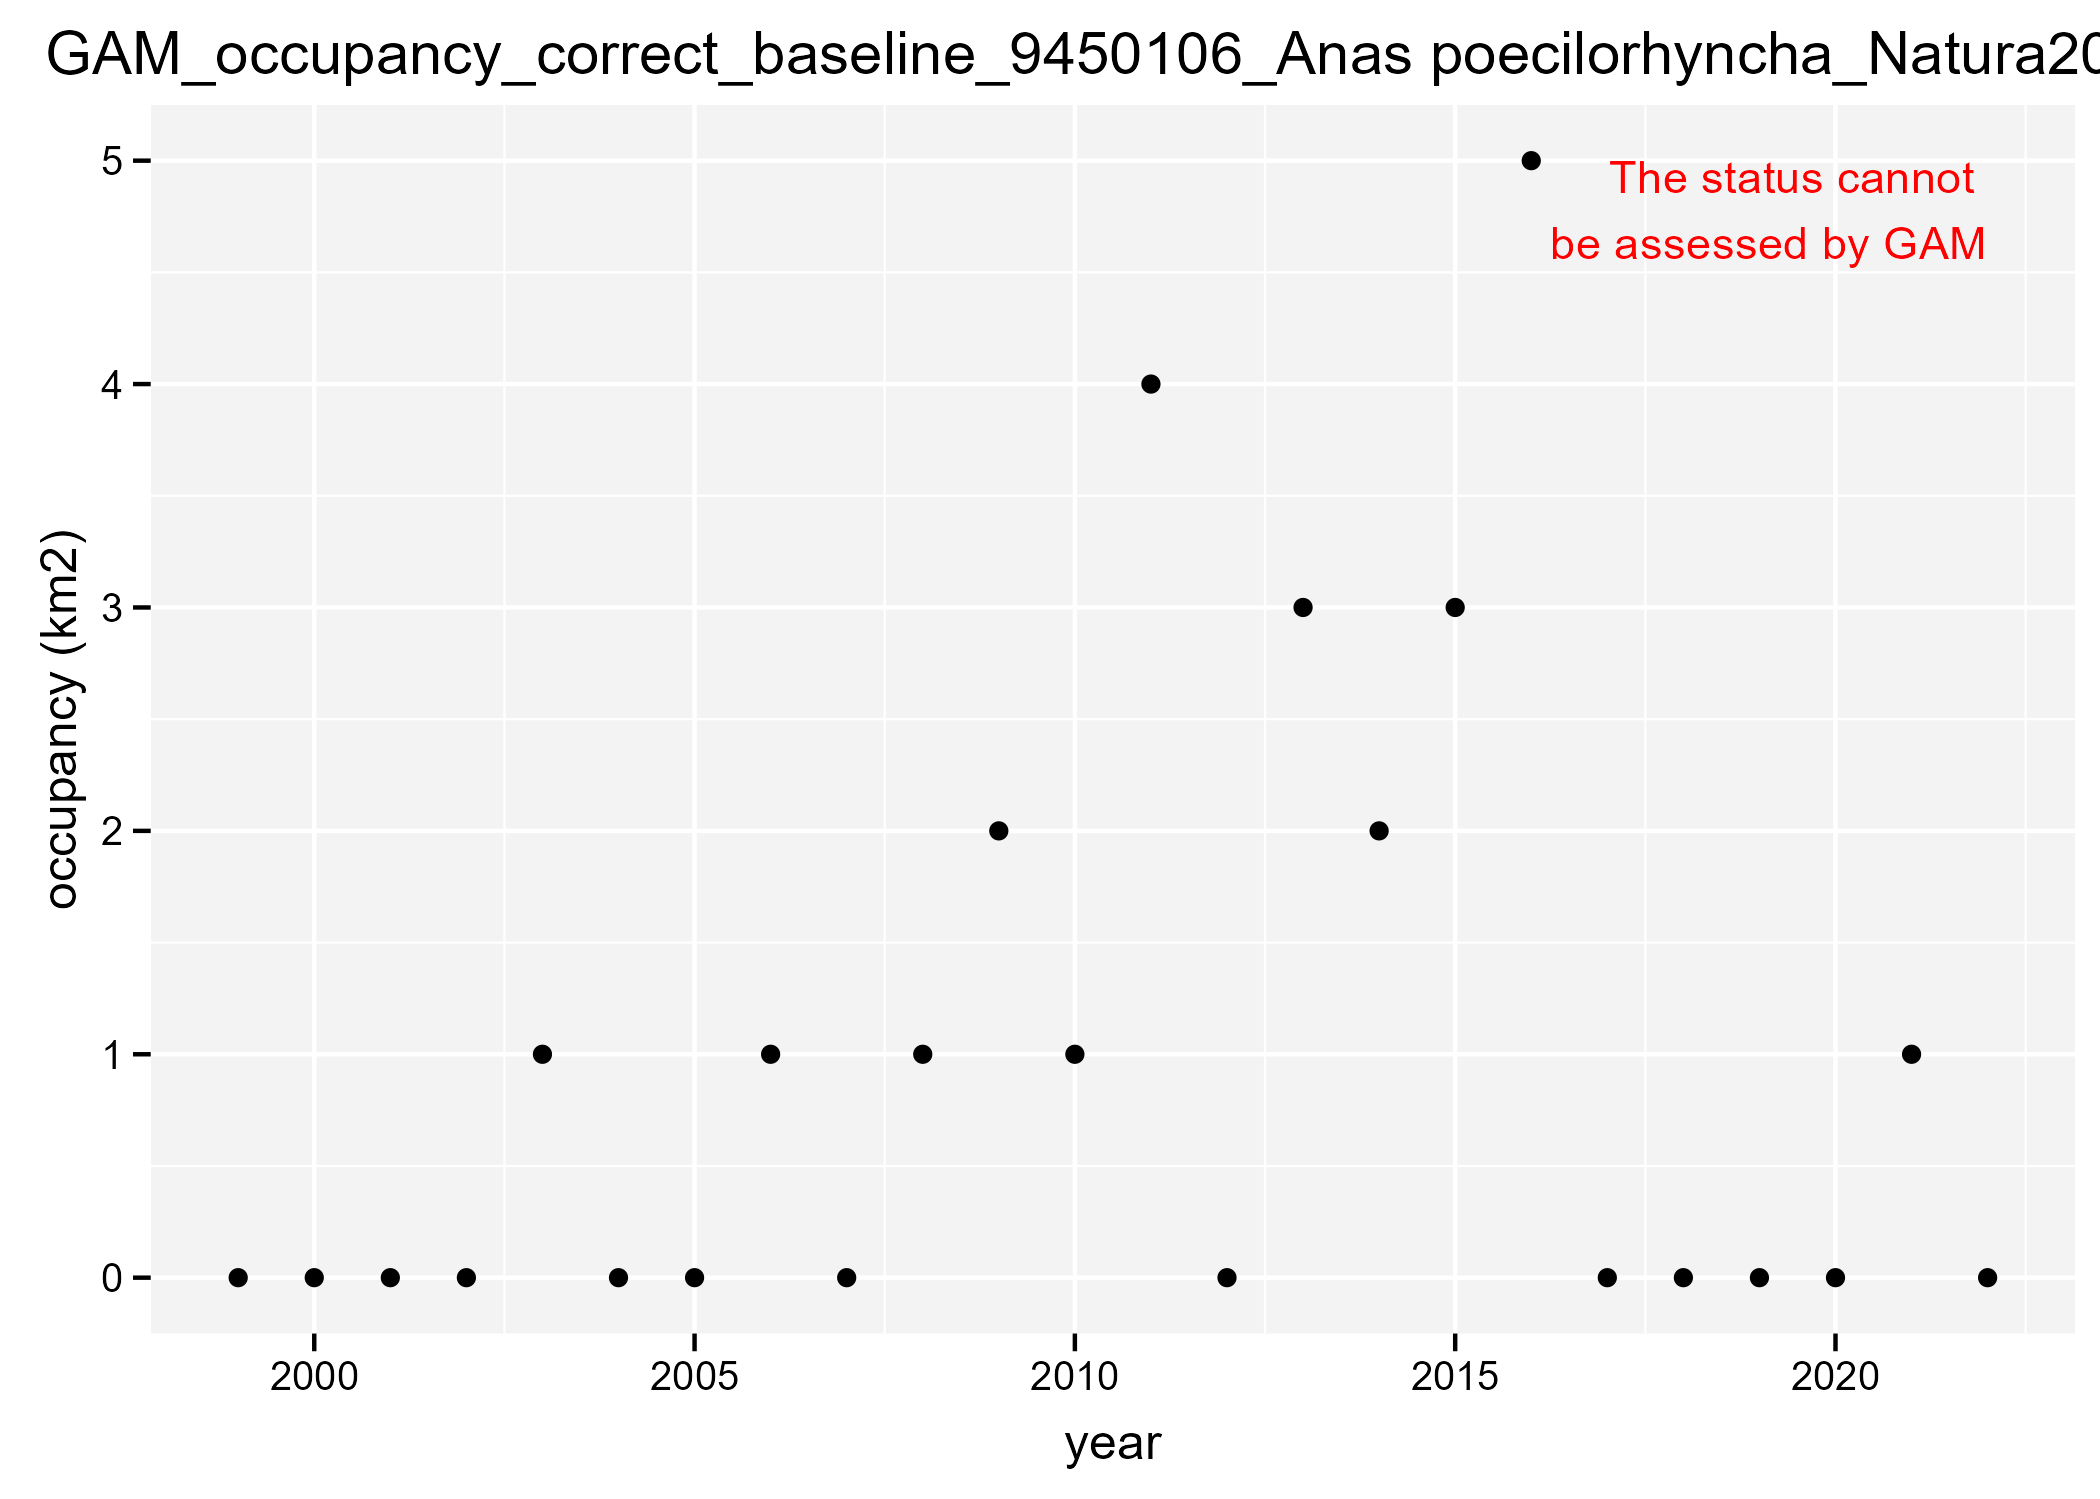 GAM_occupancy_correct_baseline_9450106_Anas poecilorhyncha_Natura20
The status cannot
be assessed by GAM
5
4
3
2
1
0
occupancy (km2)
2000 2005 2010 2015 2020
year